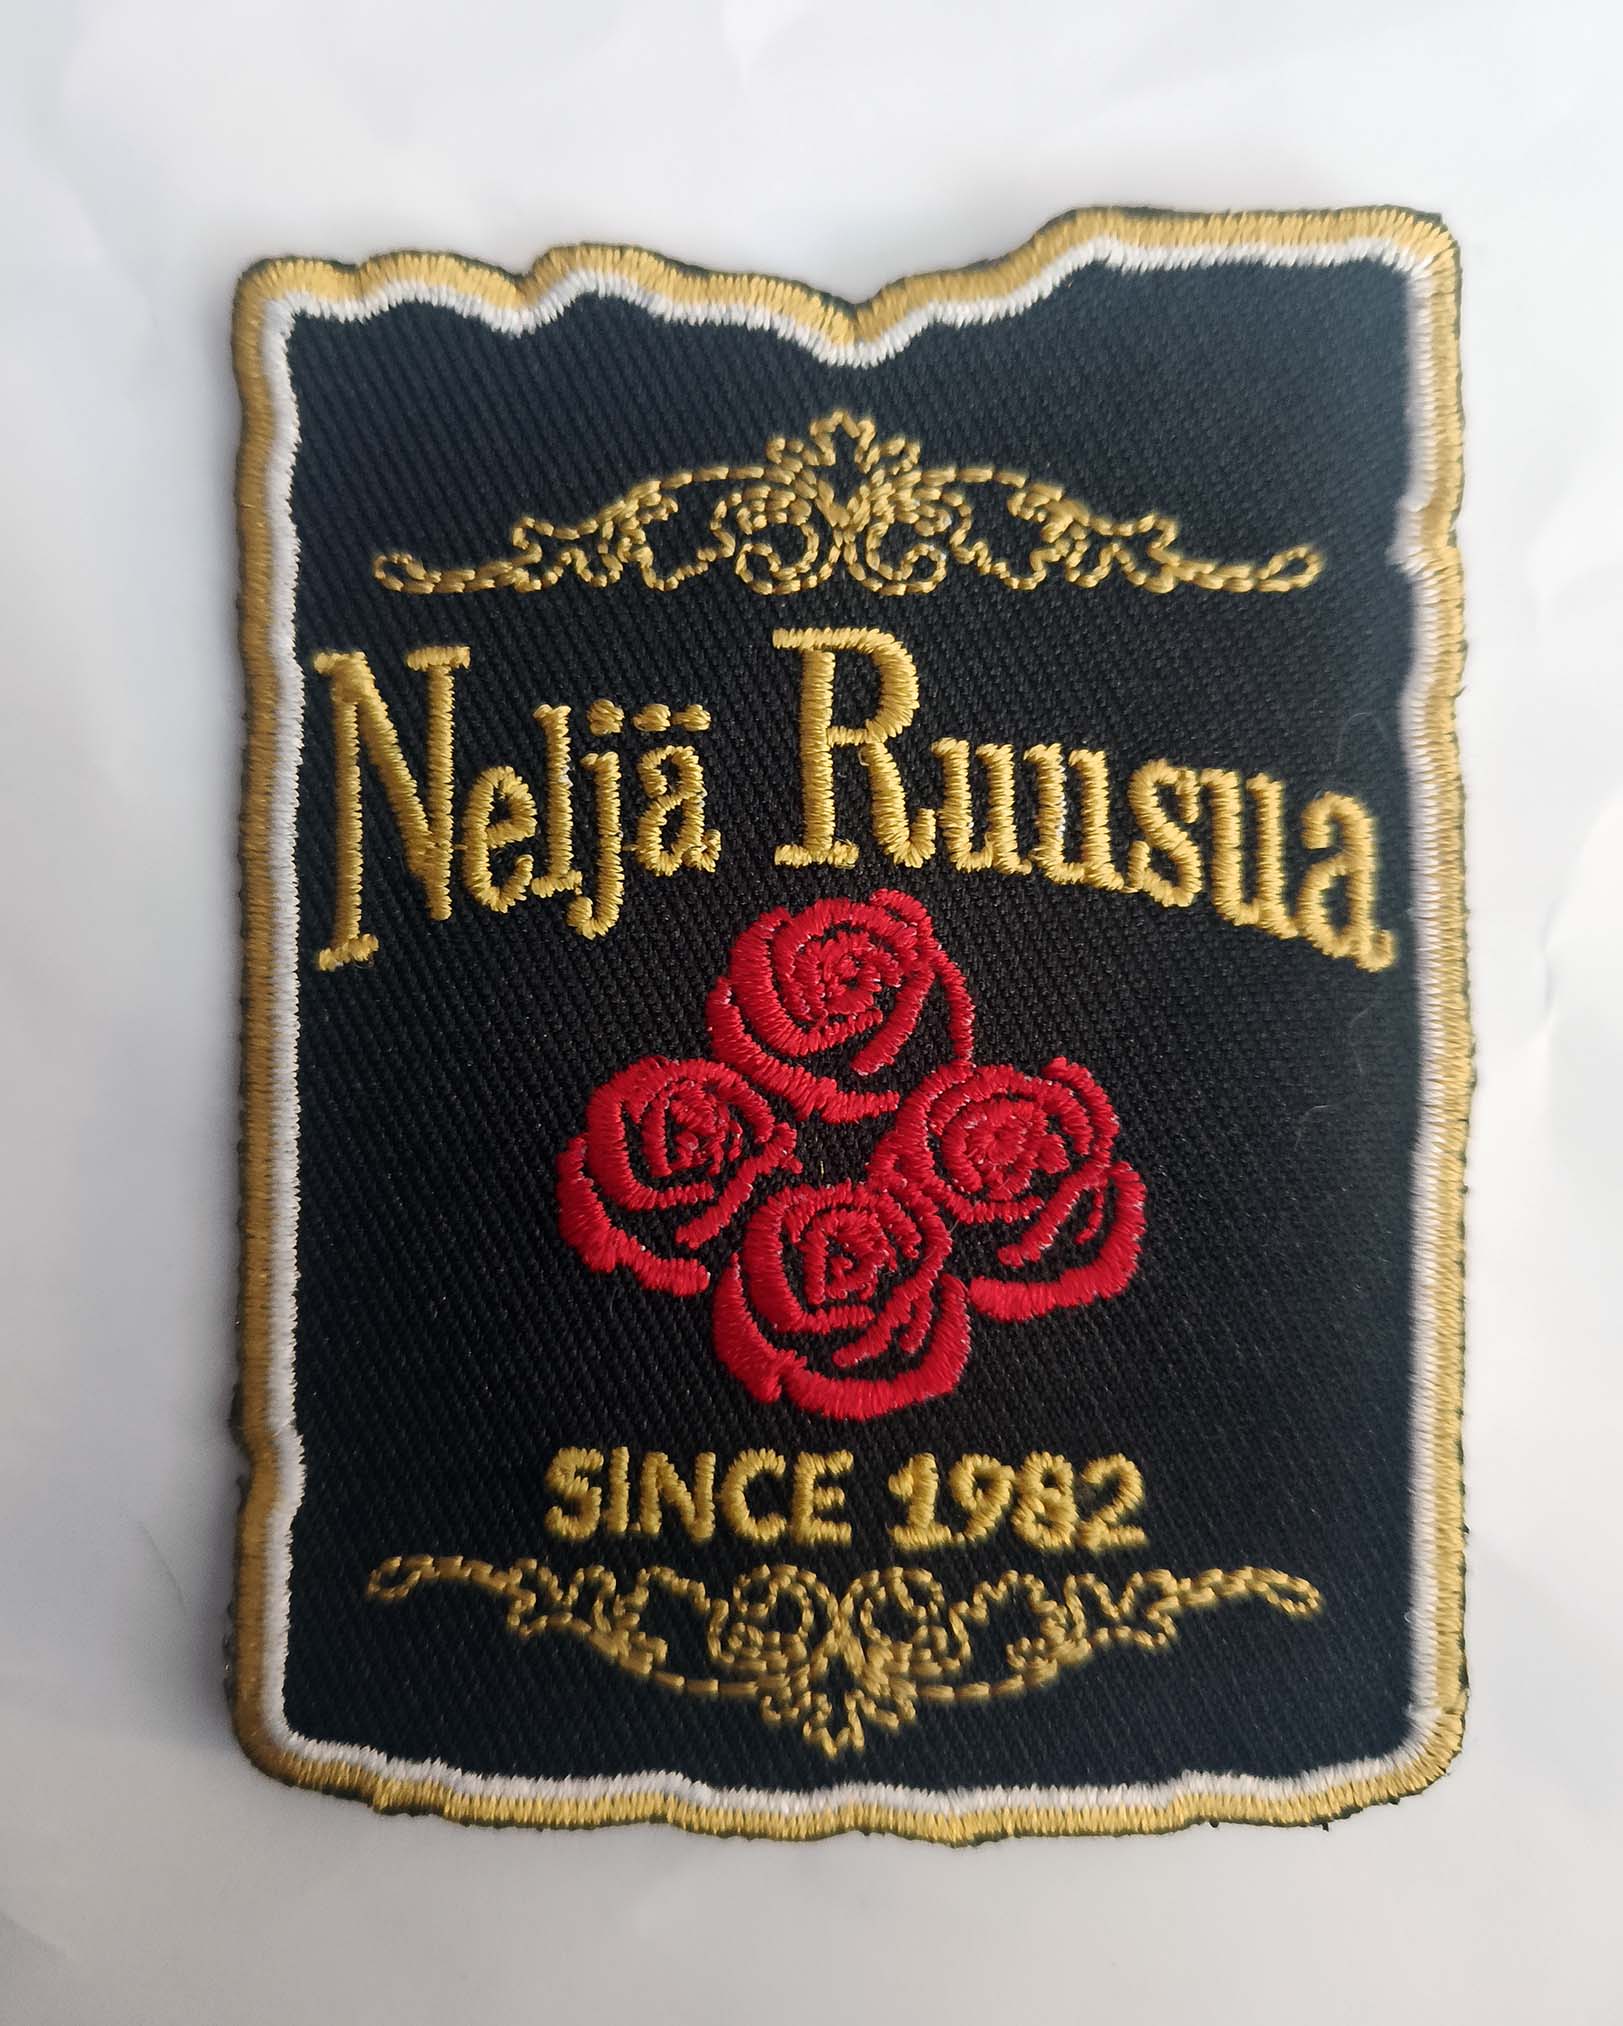 Neljä Ruusua
SINCE 1982